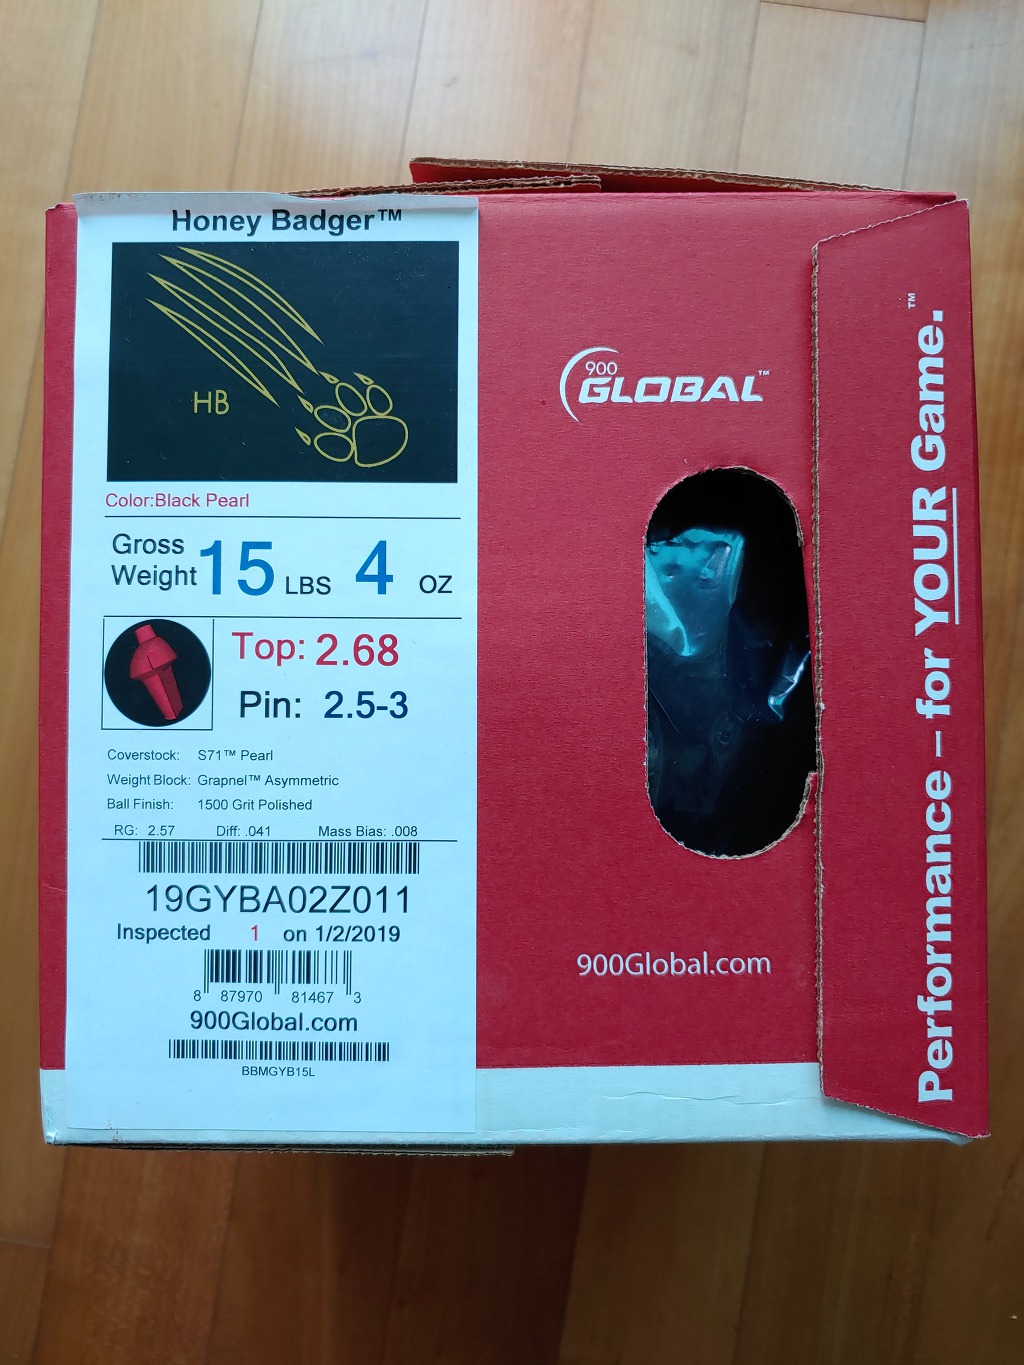 Honey Badger™
HB
Color:Black Pearl
Gross Weight 15 LBS 4 OZ
Top: 2.68
Pin: 2.5-3
Coverstock: S71™ Pearl
Weight Block: Grapnel™ Asymmetric
Ball Finish: 1500 Grit Polished
RG: 2.57 Diff: .041 Mass Bias: .008
19GYBA02Z011
Inspected 1 on 1/2/2019
8 87970 81467 3
900Global.com
BBMGYB15L
900
GLOBAL™
900Global.com
Performance – for YOUR Game.™